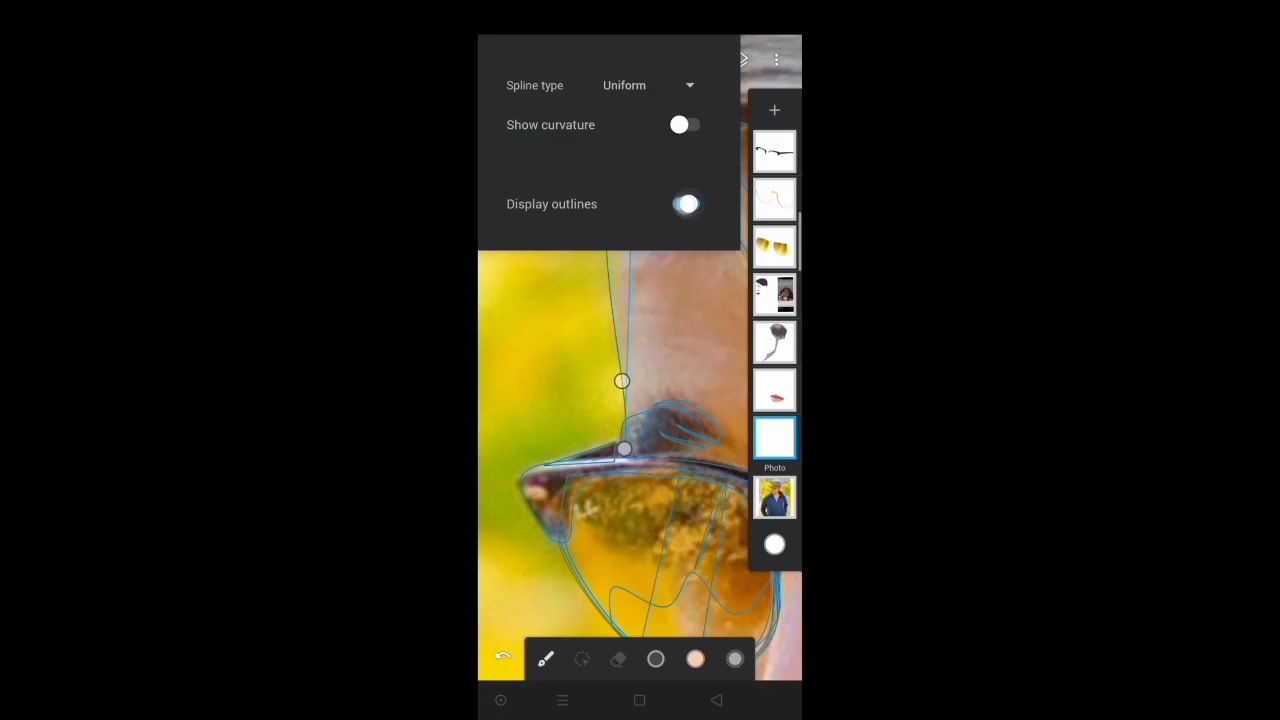 Spline type Uniform
Show curvature
Display outlines
Photo